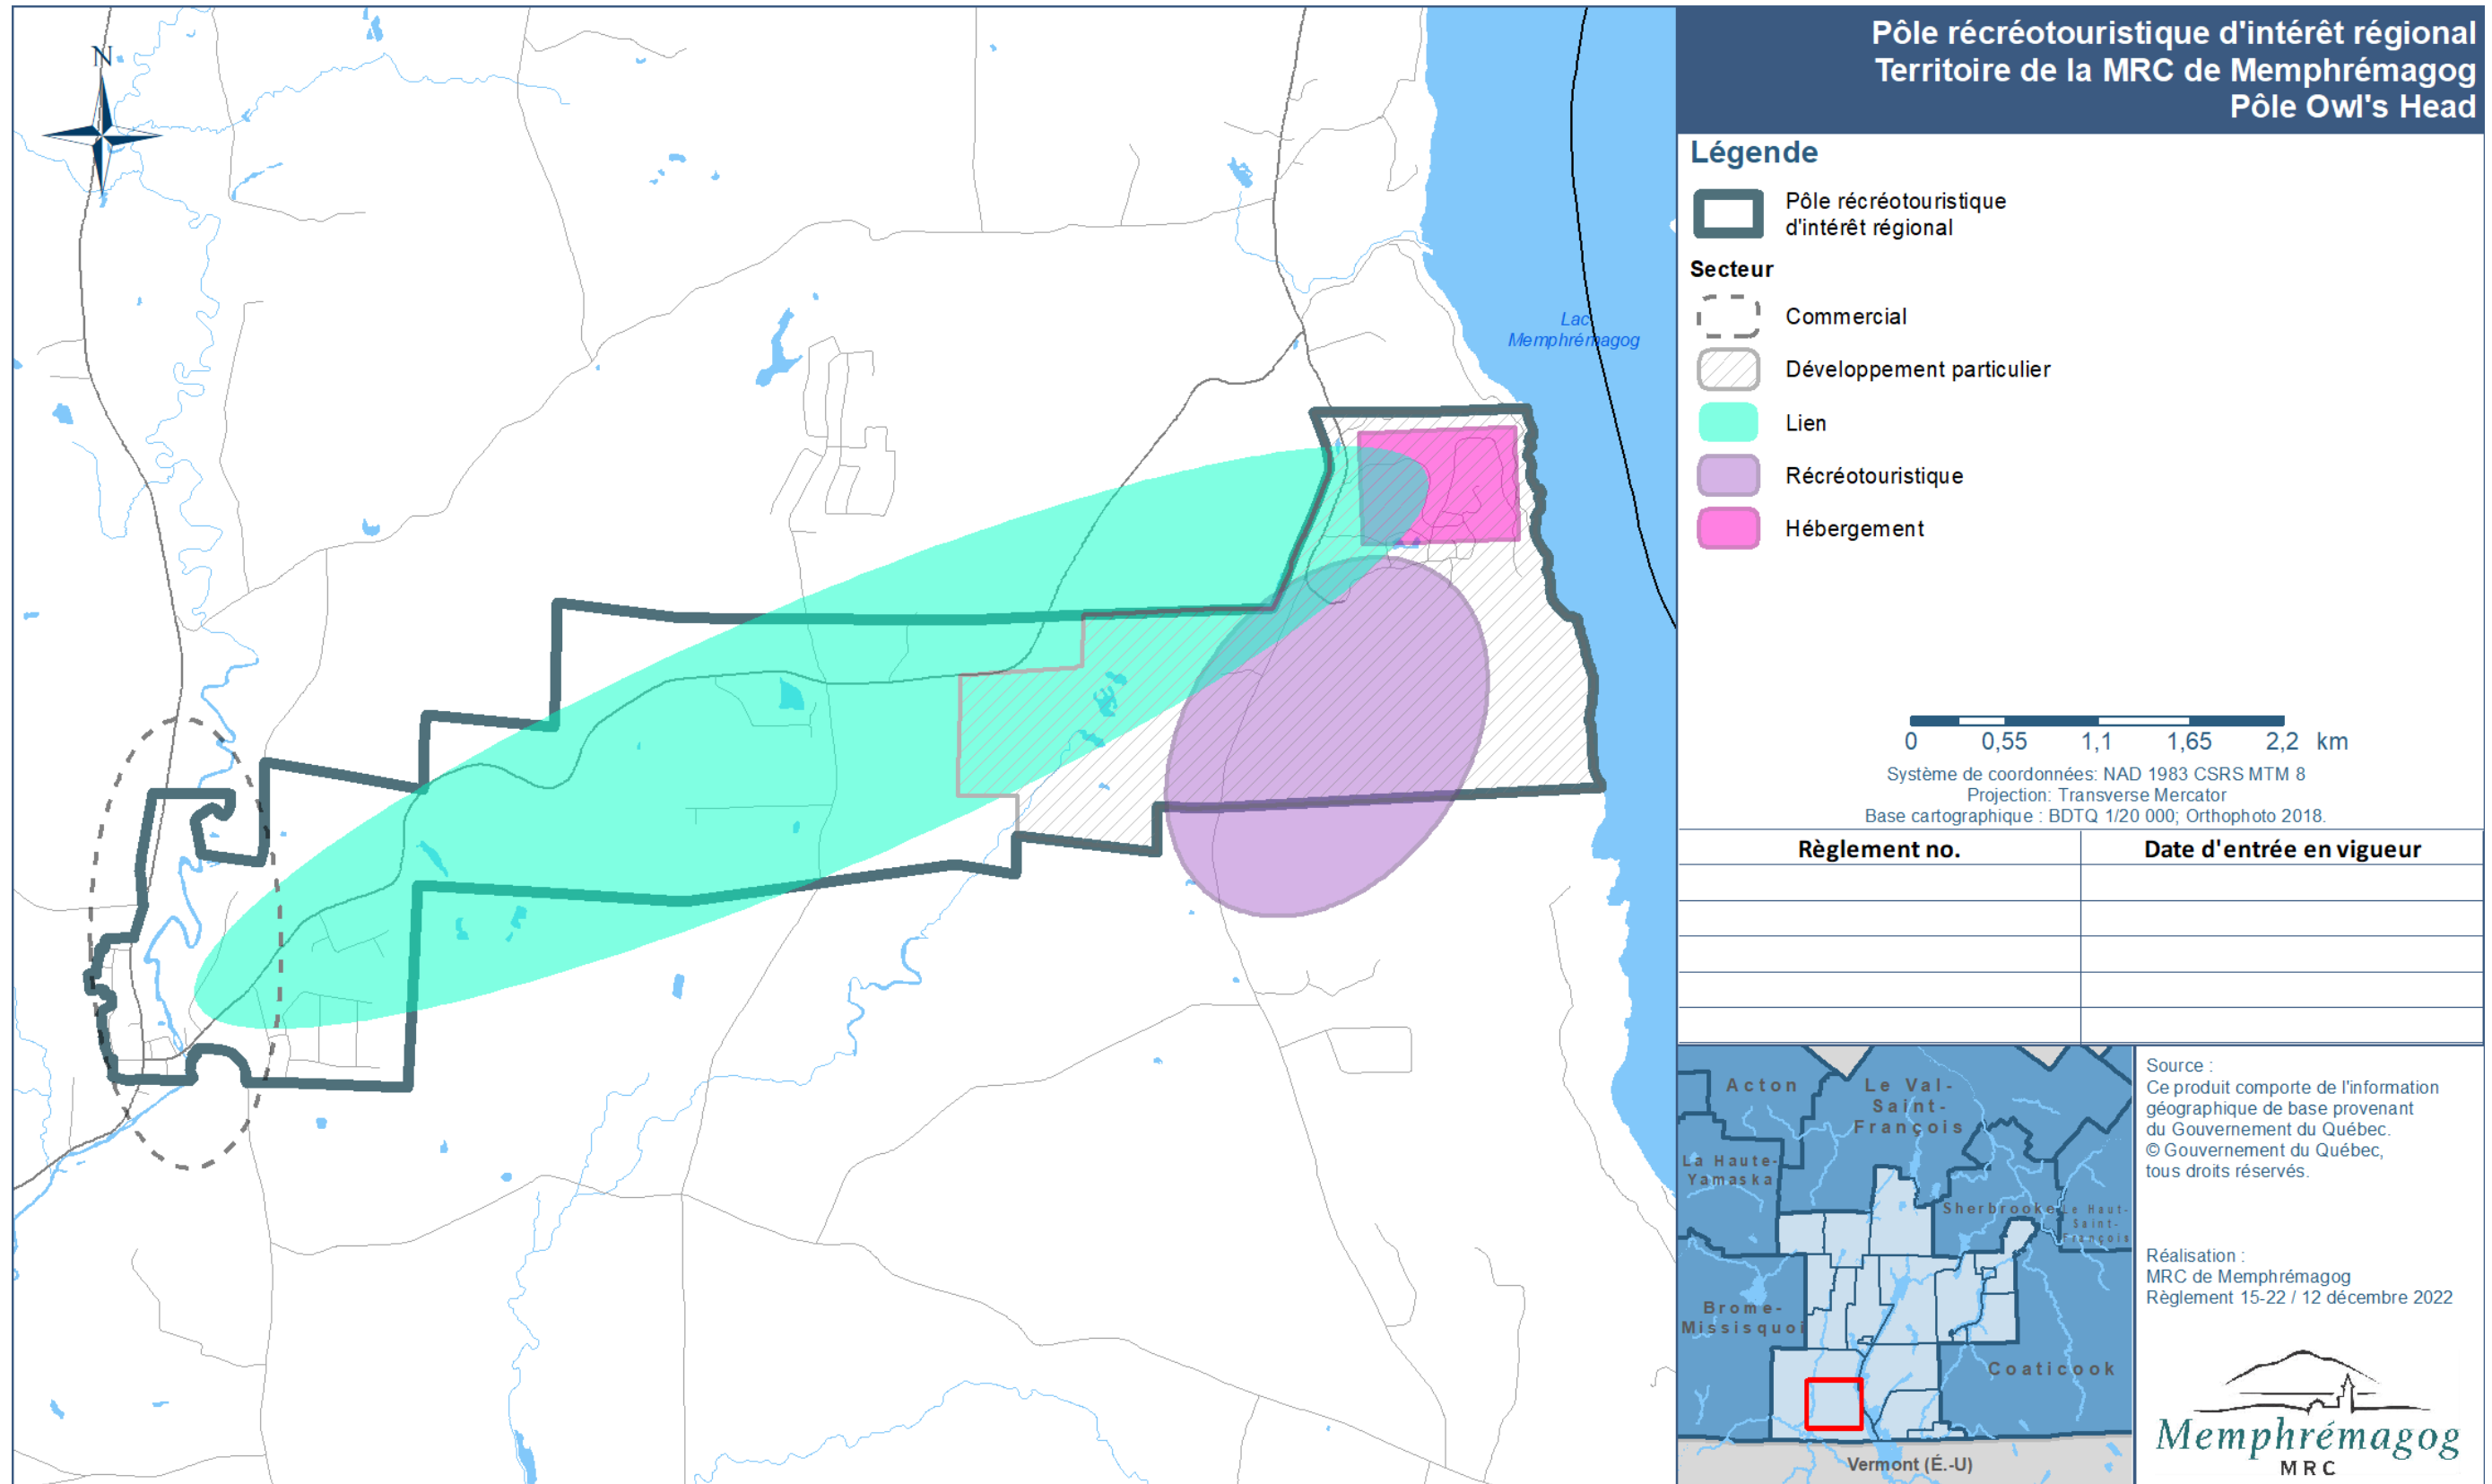 Pôle récréotouristique d'intérêt régional
Territoire de la MRC de Memphrémagog
Pôle Owl's Head
N
Lac
Memphrémagog
Légende
Pôle récréotouristique
d'intérêt régional
Secteur
Commercial
Développement particulier
Lien
Récréotouristique
Hébergement
0 0,55 1,1 1,65 2,2 km
Système de coordonnées: NAD 1983 CSRS MTM 8
Projection: Transverse Mercator
Base cartographique : BDTQ 1/20 000; Orthophoto 2018.
Règlement no. Date d'entrée en vigueur
Acton
Le Val-
Saint-
François
La Haute-
Yamaska
Sherbrooke
Le Haut-
Saint-
François
Brome-
Missisquoi
Coaticook
Vermont (É.-U)
Source :
Ce produit comporte de l'information
géographique de base provenant
du Gouvernement du Québec.
© Gouvernement du Québec,
tous droits réservés.
Réalisation :
MRC de Memphrémagog
Règlement 15-22 / 12 décembre 2022
Memphrémagog
MRC